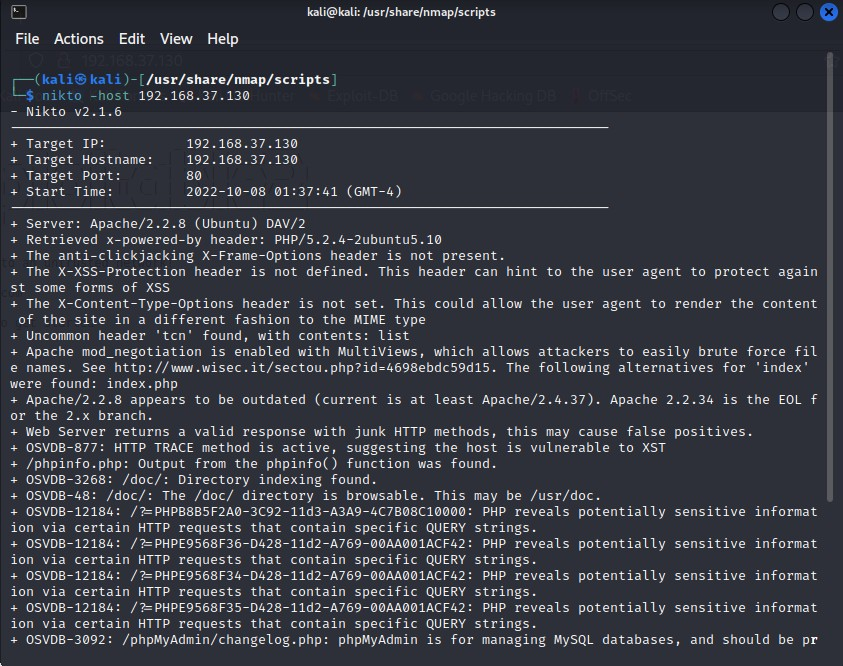 kali@kali: /usr/share/nmap/scripts
File Actions Edit View Help
192.168.37.130
┌──(kali㉿kali)-[/usr/share/nmap/scripts]
└─$ nikto -host 192.168.37.130
Exploit-DB Google Hacking DB OffSec
- Nikto v2.1.6
+ Target IP: 192.168.37.130
+ Target Hostname: 192.168.37.130
+ Target Port: 80
+ Start Time: 2022-10-08 01:37:41 (GMT-4)
+ Server: Apache/2.2.8 (Ubuntu) DAV/2
+ Retrieved x-powered-by header: PHP/5.2.4-2ubuntu5.10
+ The anti-clickjacking X-Frame-Options header is not present.
+ The X-XSS-Protection header is not defined. This header can hint to the user agent to protect again
st some forms of XSS
+ The X-Content-Type-Options header is not set. This could allow the user agent to render the content
 of the site in a different fashion to the MIME type
+ Uncommon header 'tcn' found, with contents: list
+ Apache mod_negotiation is enabled with MultiViews, which allows attackers to easily brute force fil
e names. See http://www.wisec.it/sectou.php?id=4698ebdc59d15. The following alternatives for 'index'
were found: index.php
+ Apache/2.2.8 appears to be outdated (current is at least Apache/2.4.37). Apache 2.2.34 is the EOL f
or the 2.x branch.
+ Web Server returns a valid response with junk HTTP methods, this may cause false positives.
+ OSVDB-877: HTTP TRACE method is active, suggesting the host is vulnerable to XST
+ /phpinfo.php: Output from the phpinfo() function was found.
+ OSVDB-3268: /doc/: Directory indexing found.
+ OSVDB-48: /doc/: The /doc/ directory is browsable. This may be /usr/doc.
+ OSVDB-12184: /?=PHPB8B5F2A0-3C92-11d3-A3A9-4C7B08C10000: PHP reveals potentially sensitive informat
ion via certain HTTP requests that contain specific QUERY strings.
+ OSVDB-12184: /?=PHPE9568F36-D428-11d2-A769-00AA001ACF42: PHP reveals potentially sensitive informat
ion via certain HTTP requests that contain specific QUERY strings.
+ OSVDB-12184: /?=PHPE9568F34-D428-11d2-A769-00AA001ACF42: PHP reveals potentially sensitive informat
ion via certain HTTP requests that contain specific QUERY strings.
+ OSVDB-12184: /?=PHPE9568F35-D428-11d2-A769-00AA001ACF42: PHP reveals potentially sensitive informat
ion via certain HTTP requests that contain specific QUERY strings.
+ OSVDB-3092: /phpMyAdmin/changelog.php: phpMyAdmin is for managing MySQL databases, and should be pr